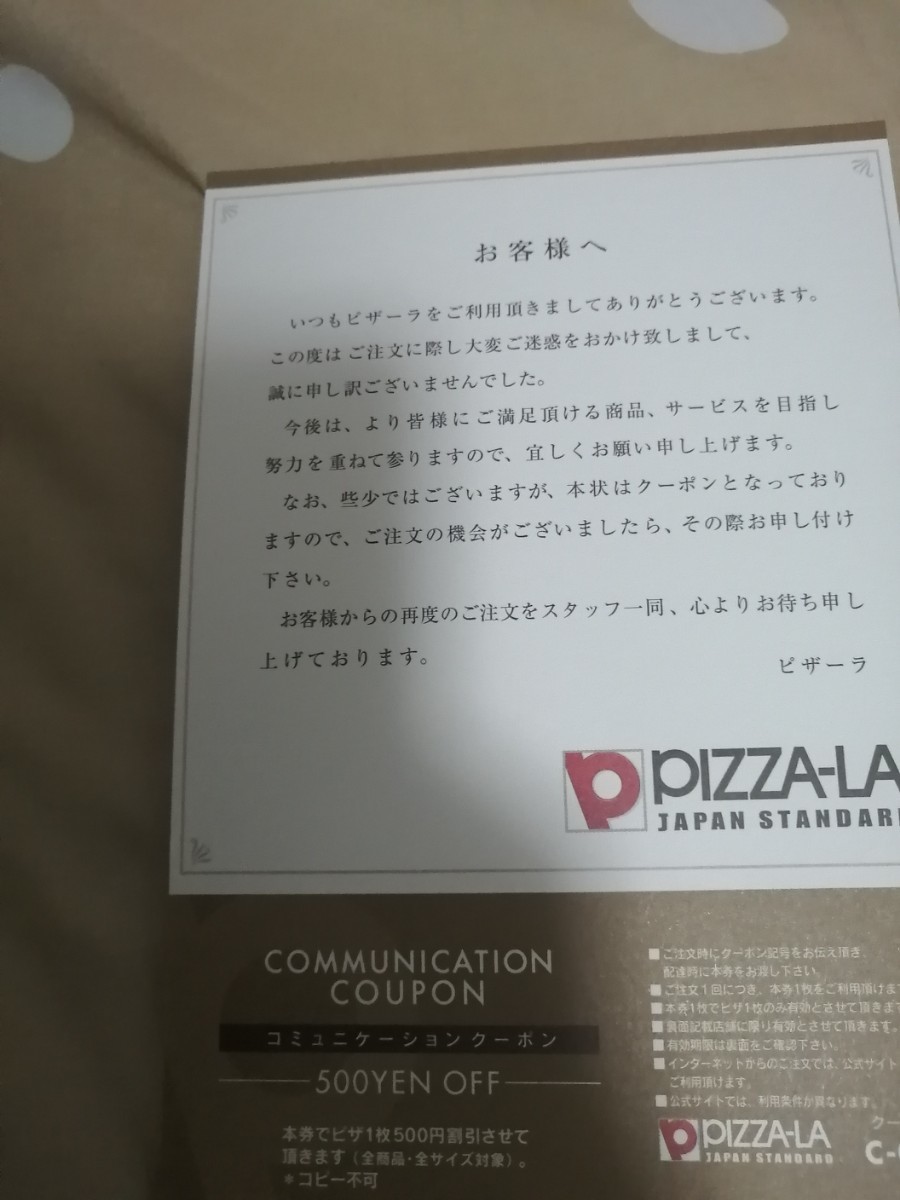 お客様へ
いつもピザーラをご利用頂きましてありがとうございます。
この度は ご注文に際し大変ご迷惑をおかけ致しまして、
誠に申し訳ございませんでした。
今後は、より皆様にご満足頂ける商品、サービスを目指し
努力を重ねて参りますので、宜しくお願い申し上げます。
なお、些少ではございますが、本状はクーポンとなっており
ますので、ご注文の機会がございましたら、その際お申し付け
下さい。
お客様からの再度のご注文をスタッフ一同、心よりお待ち申し
上げております。
ピザーラ
PIZZA-LA
JAPAN STANDAR
COMMUNICATION
COUPON
コミュニケーションクーポン
500YEN OFF
本券でピザ1枚500円割引させて
頂きます(全商品・全サイズ対象)。
*コピー不可
■ご注文時にクーポン記号をお伝え頂き、
配達時に本券をお渡し下さい。
■ご注文1回につき、本券1枚をご利用頂けま
■本券1枚でピザ1枚のみ有効とさせて頂きま
■裏面記載店舗に限り有効とさせて頂きます。
■有効期限は裏面をご確認下さい。
■インターネットからのご注文では、公式サイト
ご利用頂けます。
■公式サイトでは、利用条件が異なります。
PIZZA-LA
JAPAN STANDARD
ク
C-